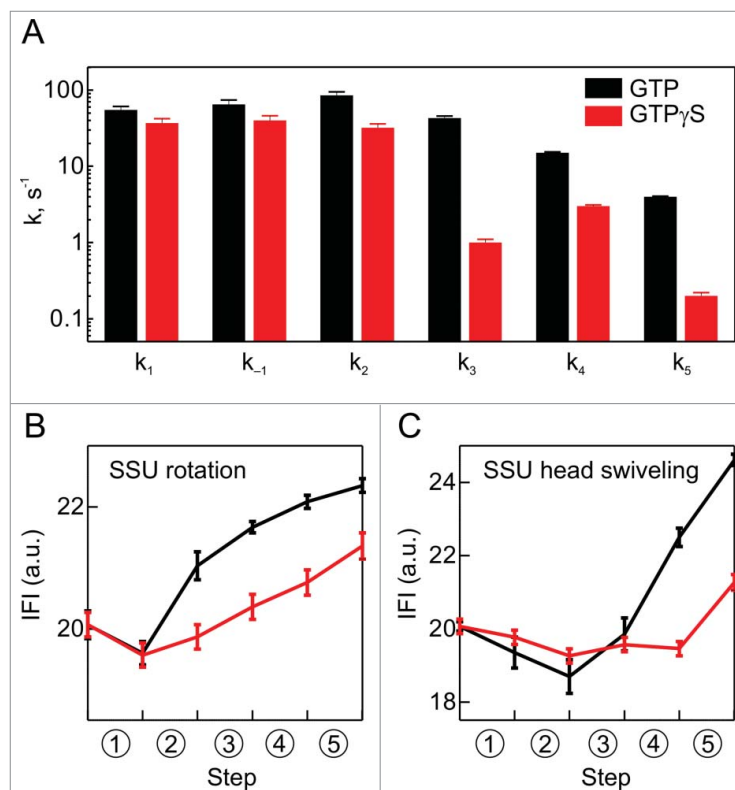 A
GTP
GTPγS
k, s⁻¹
100
10
1
0.1
k₁ k₋₁ k₂ k₃ k₄ k₅
B
SSU rotation
IFI (a.u.)
22
20
① ② ③ ④ ⑤
Step
C
SSU head swiveling
IFI (a.u.)
24
22
20
18
① ② ③ ④ ⑤
Step